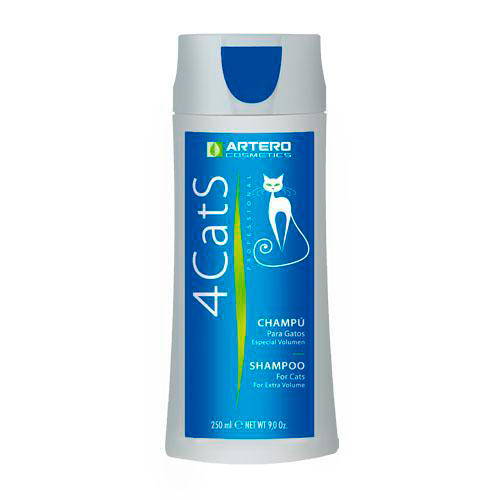 ARTERO
COSMETICS
4CatS
PROFESSIONAL
CHAMPÚ
Para Gatos
Especial Volumen
SHAMPOO
For Cats
For Extra Volume
250 ml ℮ NET WT 9,0 Oz.